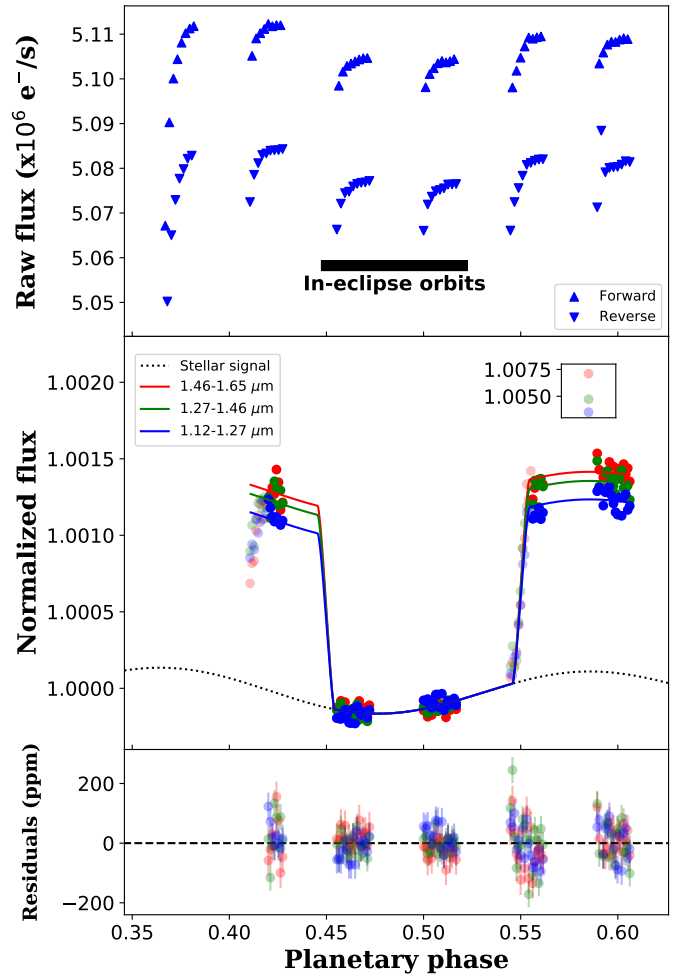 Raw flux (x10⁶ e⁻/s)
5.11
5.10
5.09
5.08
5.07
5.06
5.05
In-eclipse orbits
Forward
Reverse
Normalized flux
1.0020
1.0015
1.0010
1.0005
1.0000
Stellar signal
1.46-1.65 μm
1.27-1.46 μm
1.12-1.27 μm
1.0075
1.0050
Residuals (ppm)
200
0
−200
0.35 0.40 0.45 0.50 0.55 0.60
Planetary phase